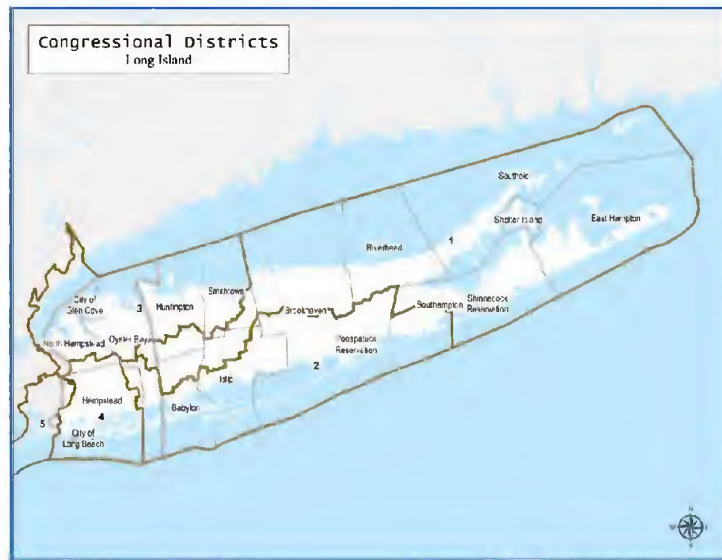 Congressional Districts
Long Island
Southold
Shelter Island
East Hampton
1
Riverhead
Shinnecock
Reservation
Southampton
Smithtown
3
Huntington
City of
Glen Cove
Brookhaven
Poospatuck
Reservation
2
North Hempstead
Oyster Bay
Islip
Babylon
Hempstead
4
5
City of
Long Beach
N
S